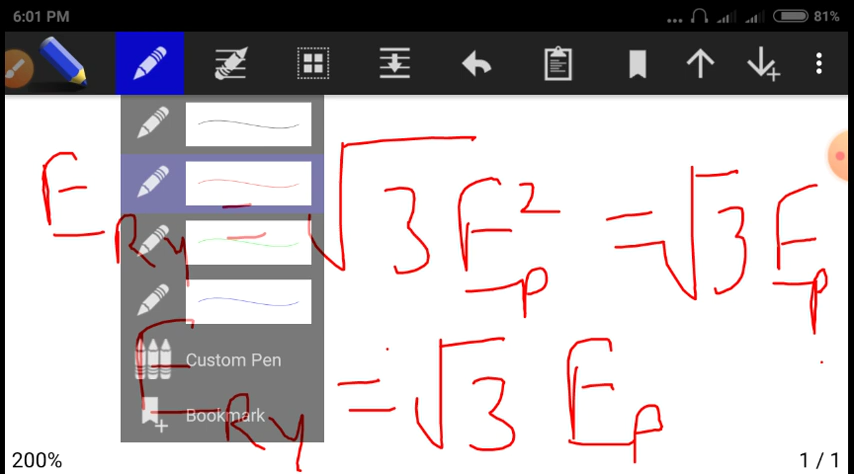 6:01 PM 81%
E_RY = √3E_p² = √3 E_p
Custom Pen
Bookmark
E_RY = √3 E_p
200% 1 / 1